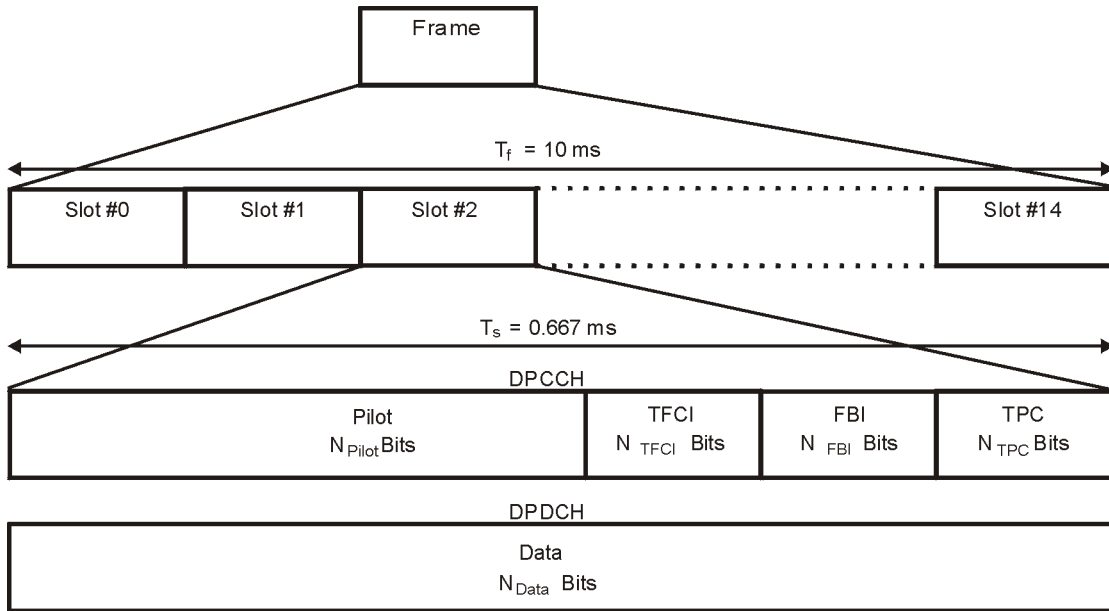 Frame
T_f = 10 ms
Slot #0 Slot #1 Slot #2 Slot #14
T_s = 0.667 ms
DPCCH
Pilot TFCI FBI TPC
N_Pilot Bits N_TFCI Bits N_FBI Bits N_TPC Bits
DPDCH
Data
N_Data Bits